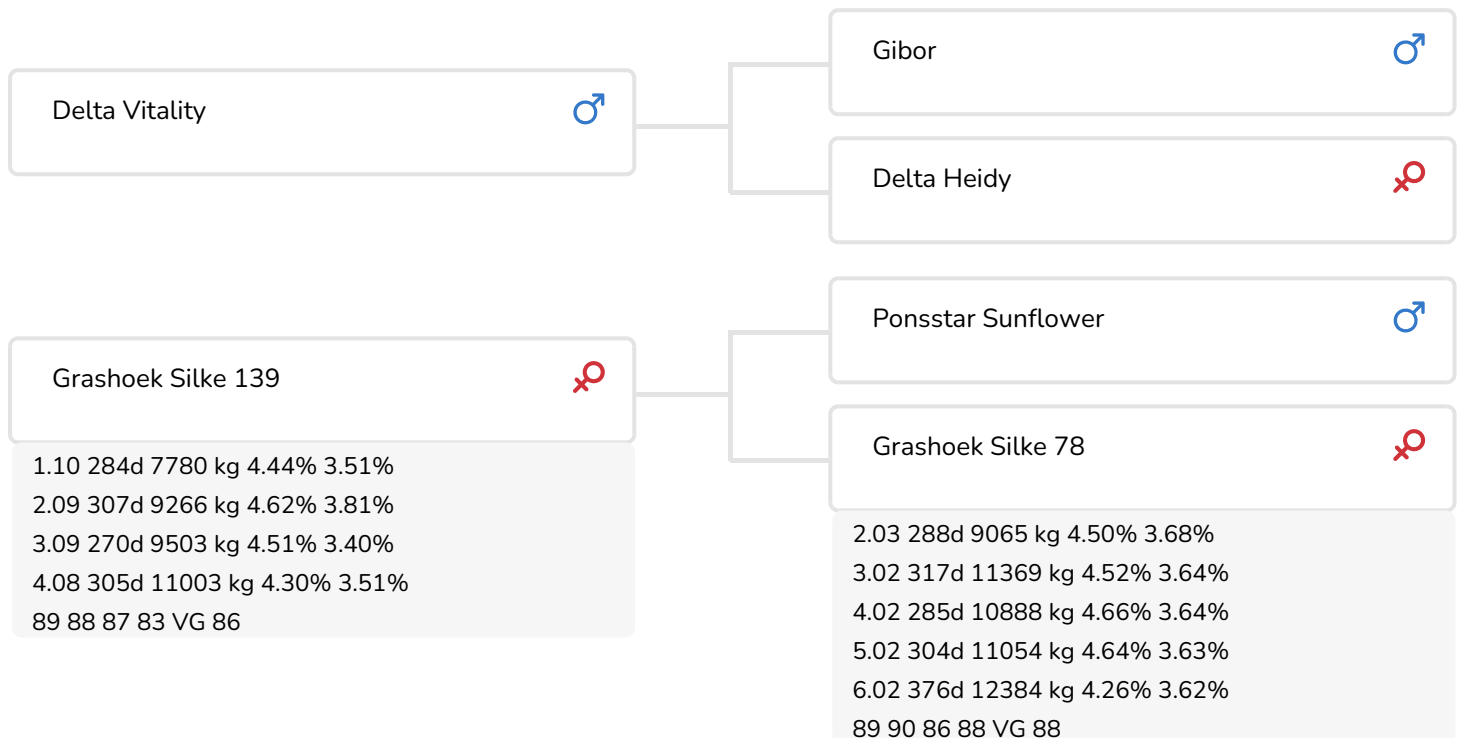 Gibor
Delta Vitality
Delta Heidy
Ponsstar Sunflower
Grashoek Silke 139
1.10 284d 7780 kg 4.44% 3.51%
2.09 307d 9266 kg 4.62% 3.81%
3.09 270d 9503 kg 4.51% 3.40%
4.08 305d 11003 kg 4.30% 3.51%
89 88 87 83 VG 86
Grashoek Silke 78
2.03 288d 9065 kg 4.50% 3.68%
3.02 317d 11369 kg 4.52% 3.64%
4.02 285d 10888 kg 4.66% 3.64%
5.02 304d 11054 kg 4.64% 3.63%
6.02 376d 12384 kg 4.26% 3.62%
89 90 86 88 VG 88